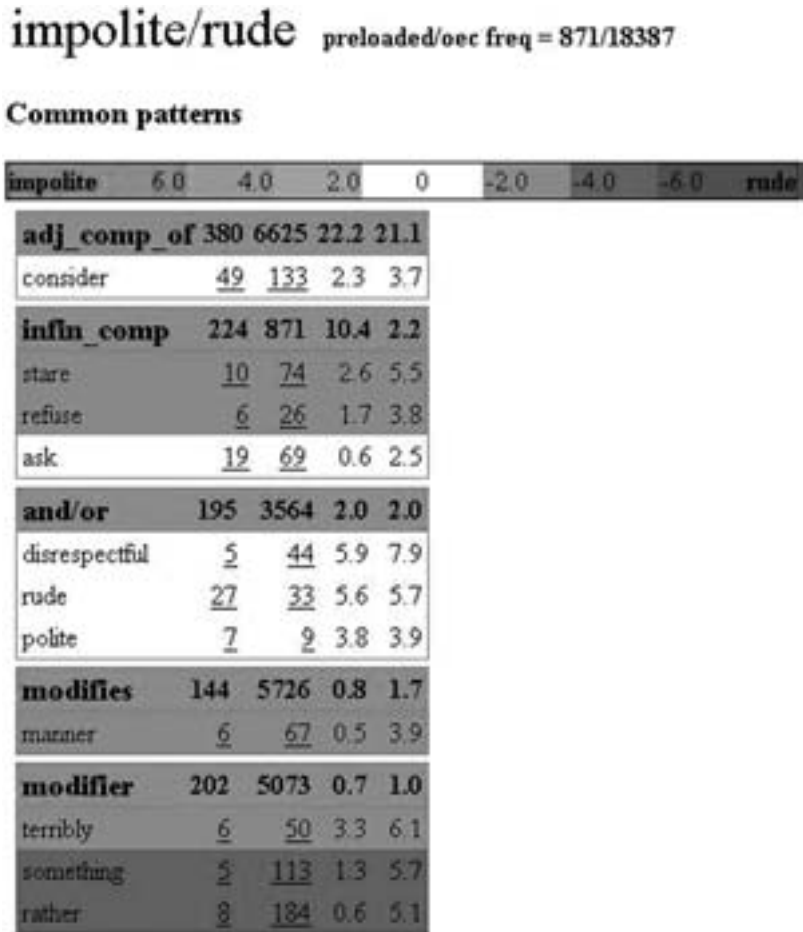 impolite/rude preloaded/oec freq = 871/18387
Common patterns
impolite 6.0 4.0 2.0 0 -2.0 -4.0 -6.0 rude
adj_comp_of 380 6625 22.2 21.1
consider 49 133 2.3 3.7
infin_comp 224 871 10.4 2.2
stare 10 74 2.6 5.5
refuse 6 26 1.7 3.8
ask 19 69 0.6 2.5
and/or 195 3564 2.0 2.0
disrespectful 5 44 5.9 7.9
rude 27 33 5.6 5.7
polite 7 9 3.8 3.9
modifies 144 5726 0.8 1.7
manner 6 67 0.5 3.9
modifier 202 5073 0.7 1.0
terribly 6 50 3.3 6.1
something 5 113 1.3 5.7
rather 8 184 0.6 5.1